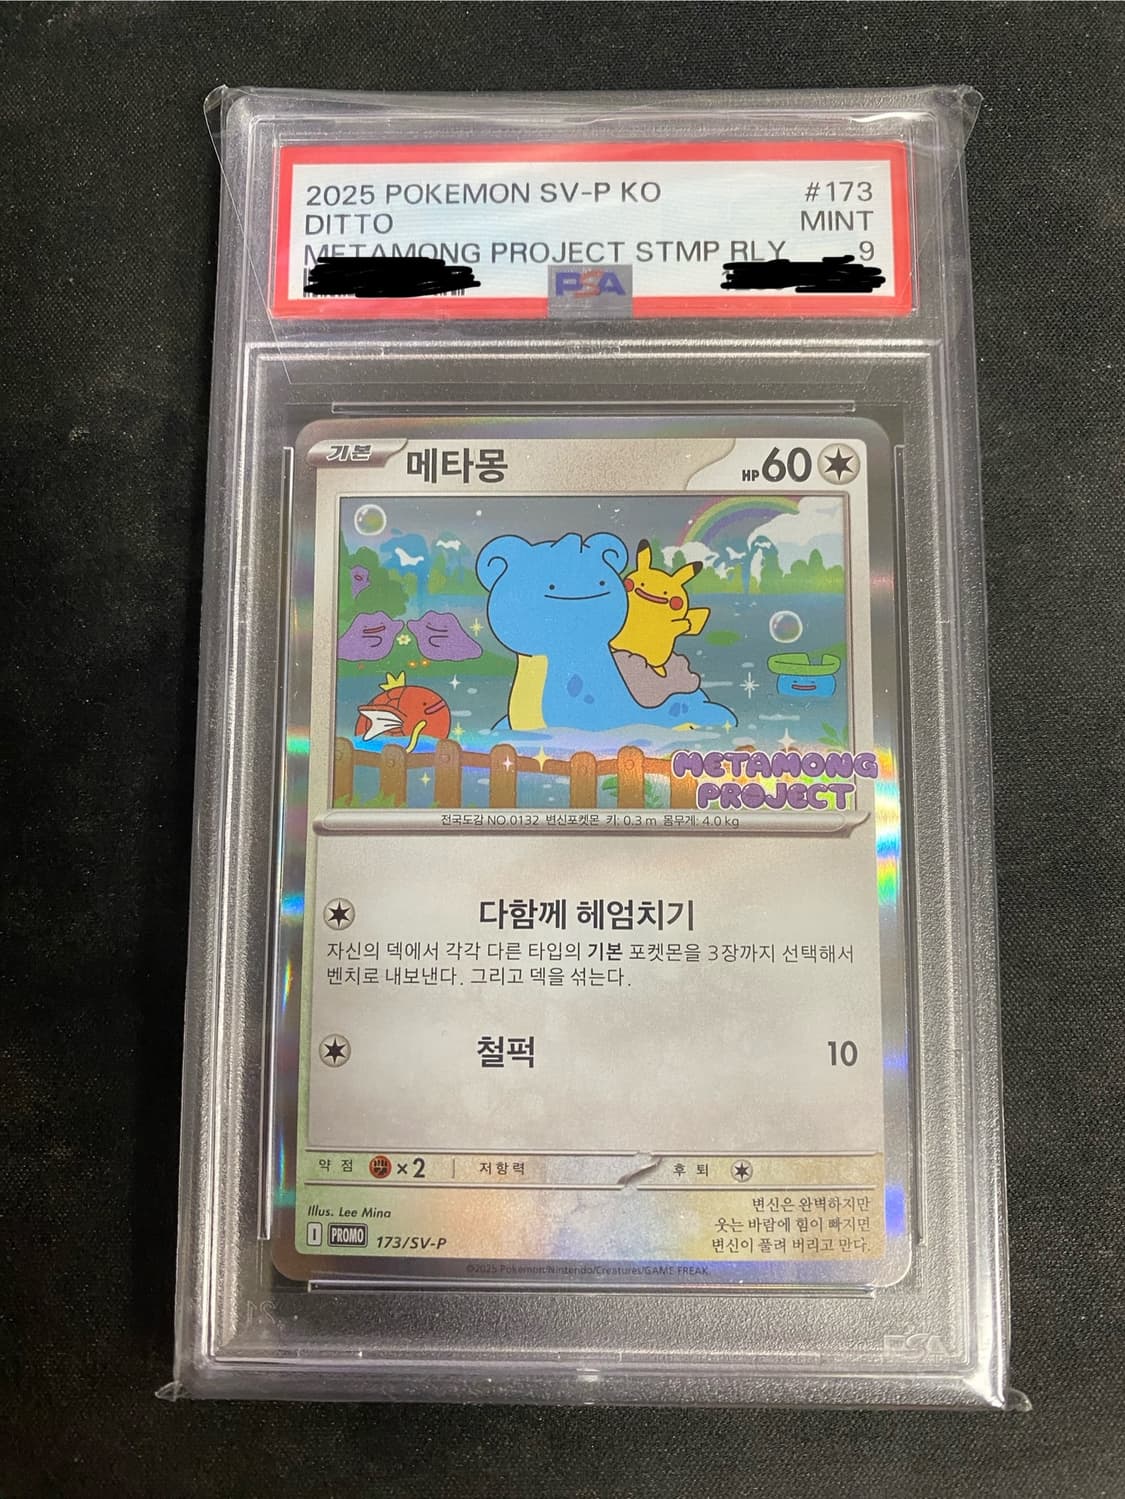 2025 POKEMON SV-P KO #173
DITTO MINT
METAMONG PROJECT STMP RLY 9
PSA
기본 메타몽 HP 60
METAMONG
PROJECT
전국도감 NO.0132 변신포켓몬 키: 0.3 m 몸무게: 4.0 kg
다함께 헤엄치기
자신의 덱에서 각각 다른 타입의 기본 포켓몬을 3장까지 선택해서
벤치로 내보낸다. 그리고 덱을 섞는다.
철퍽 10
약점 ×2 저항력 후퇴
Illus. Lee Mina
I PROMO 173/SV-P
변신은 완벽하지만
웃는 바람에 힘이 빠지면
변신이 풀려 버리고 만다.
©2025 Pokémon/Nintendo/Creatures/GAME FREAK.
PSA